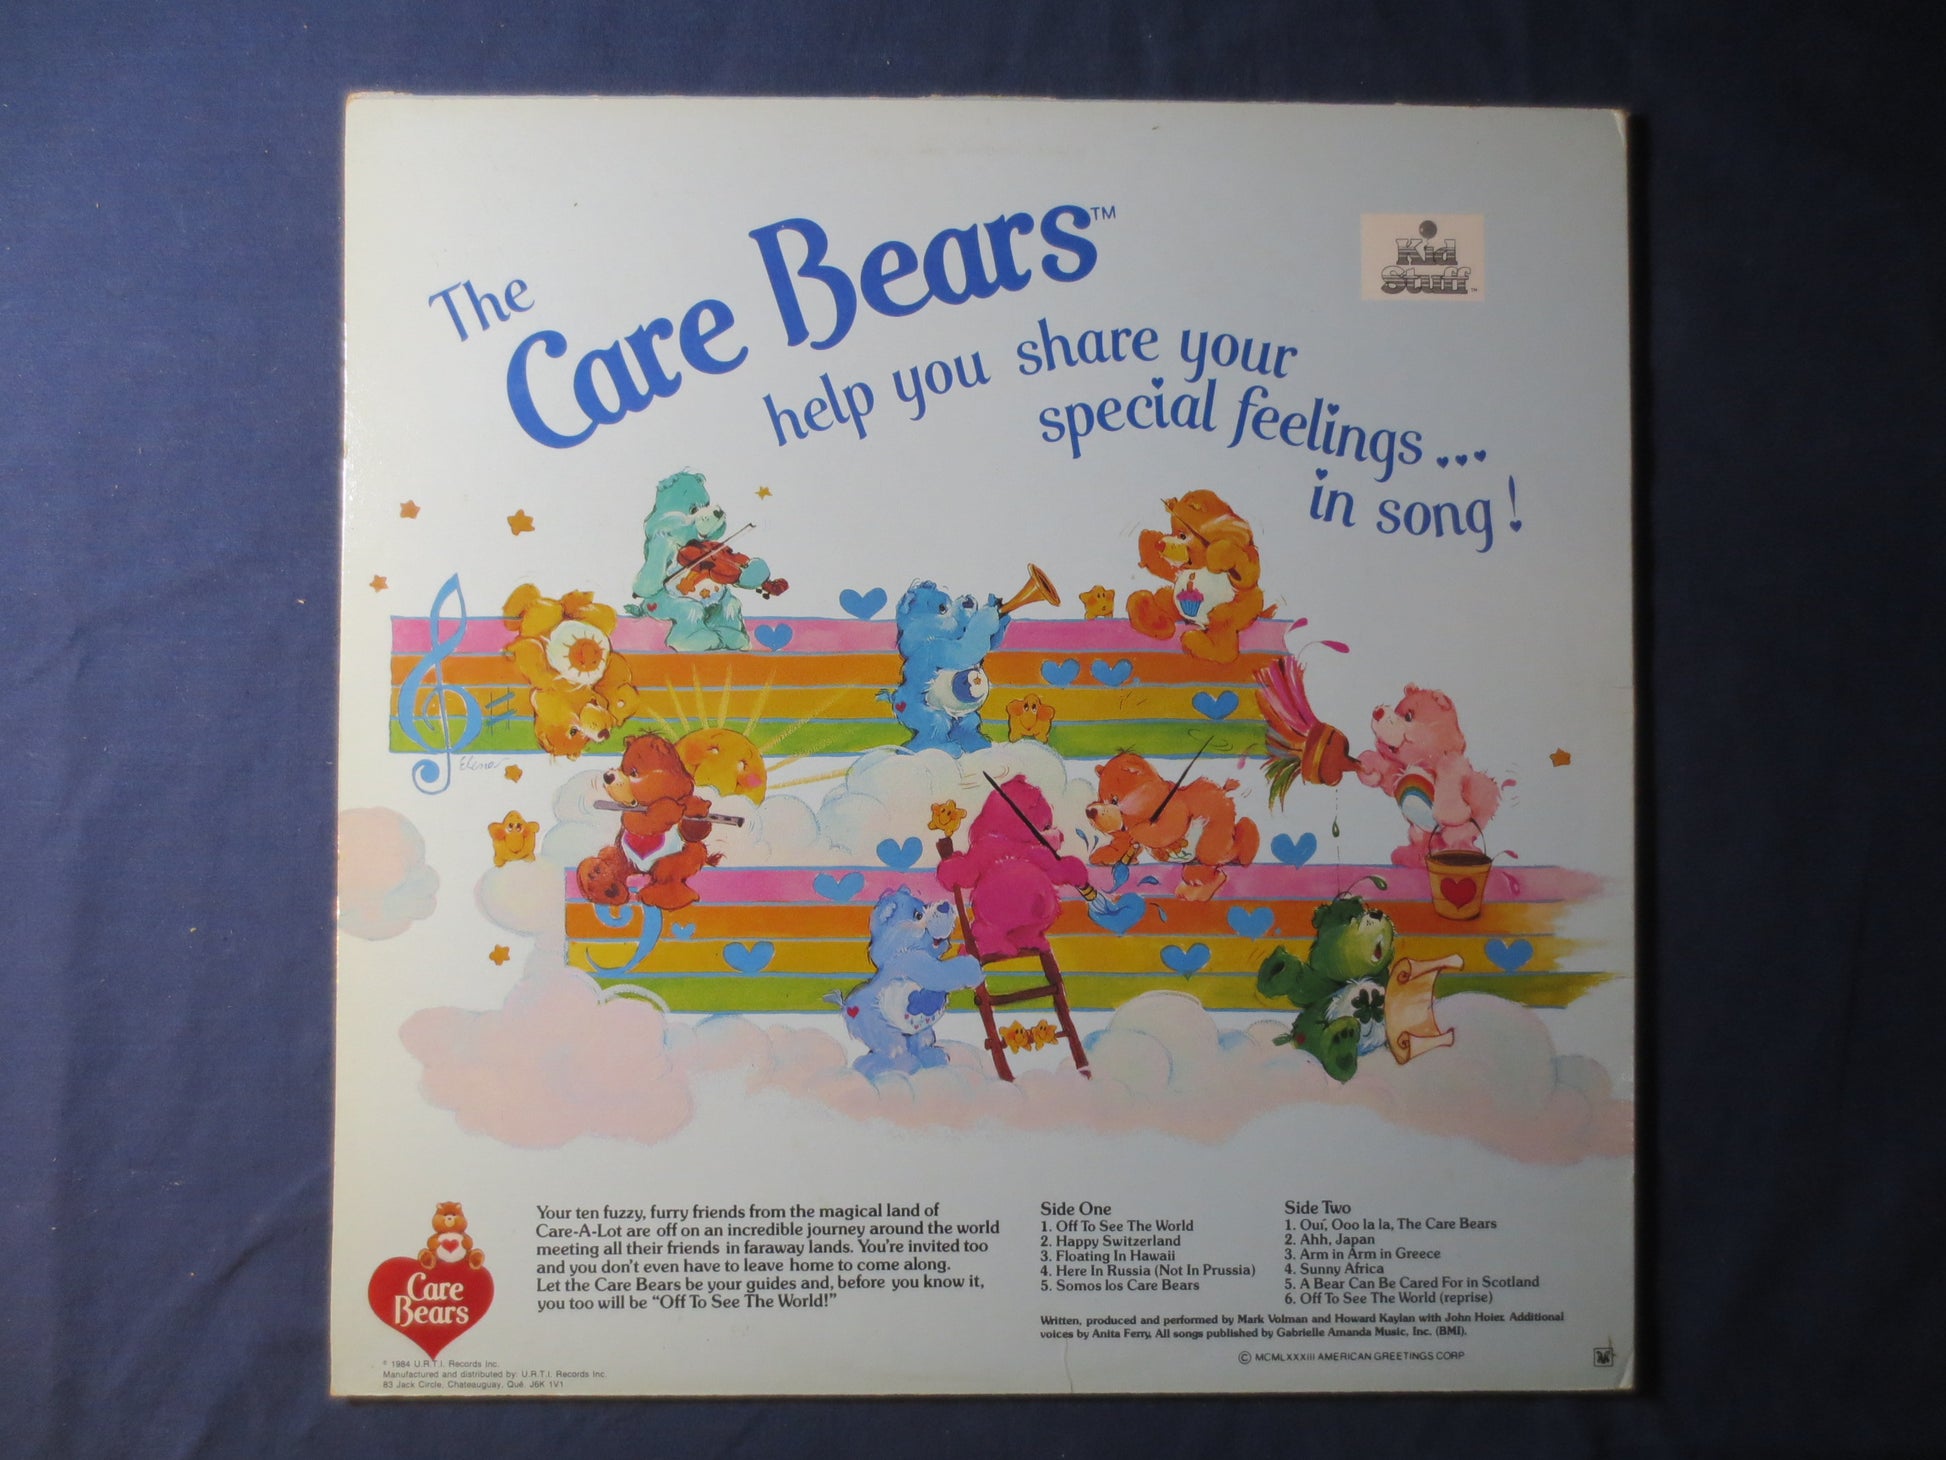 The
Care Bears™
help you share your
special feelings...
in song!
Kid
Stuff™
Elena
Care
Bears
Your ten fuzzy, furry friends from the magical land of
Care-A-Lot are off on an incredible journey around the world
meeting all their friends in faraway lands. You're invited too
and you don't even have to leave home to come along.
Let the Care Bears be your guides and, before you know it,
you too will be “Off To See The World!”
Side One
1. Off To See The World
2. Happy Switzerland
3. Floating In Hawaii
4. Here In Russia (Not In Prussia)
5. Somos los Care Bears
Side Two
1. Oui, Ooo la la, The Care Bears
2. Ahh, Japan
3. Arm in Arm in Greece
4. Sunny Africa
5. A Bear Can Be Cared For in Scotland
6. Off To See The World (reprise)
Written, produced and performed by Mark Volman and Howard Kaylan with John Hoier. Additional
voices by Anita Ferry. All songs published by Gabrielle Amanda Music, Inc. (BMI).
© MCMLXXXIII AMERICAN GREETINGS CORP
© 1984 U.R.T.I. Records Inc.
Manufactured and distributed by: U.R.T.I. Records Inc.
83 Jack Circle, Chateauguay, Qué. J6K 1V1